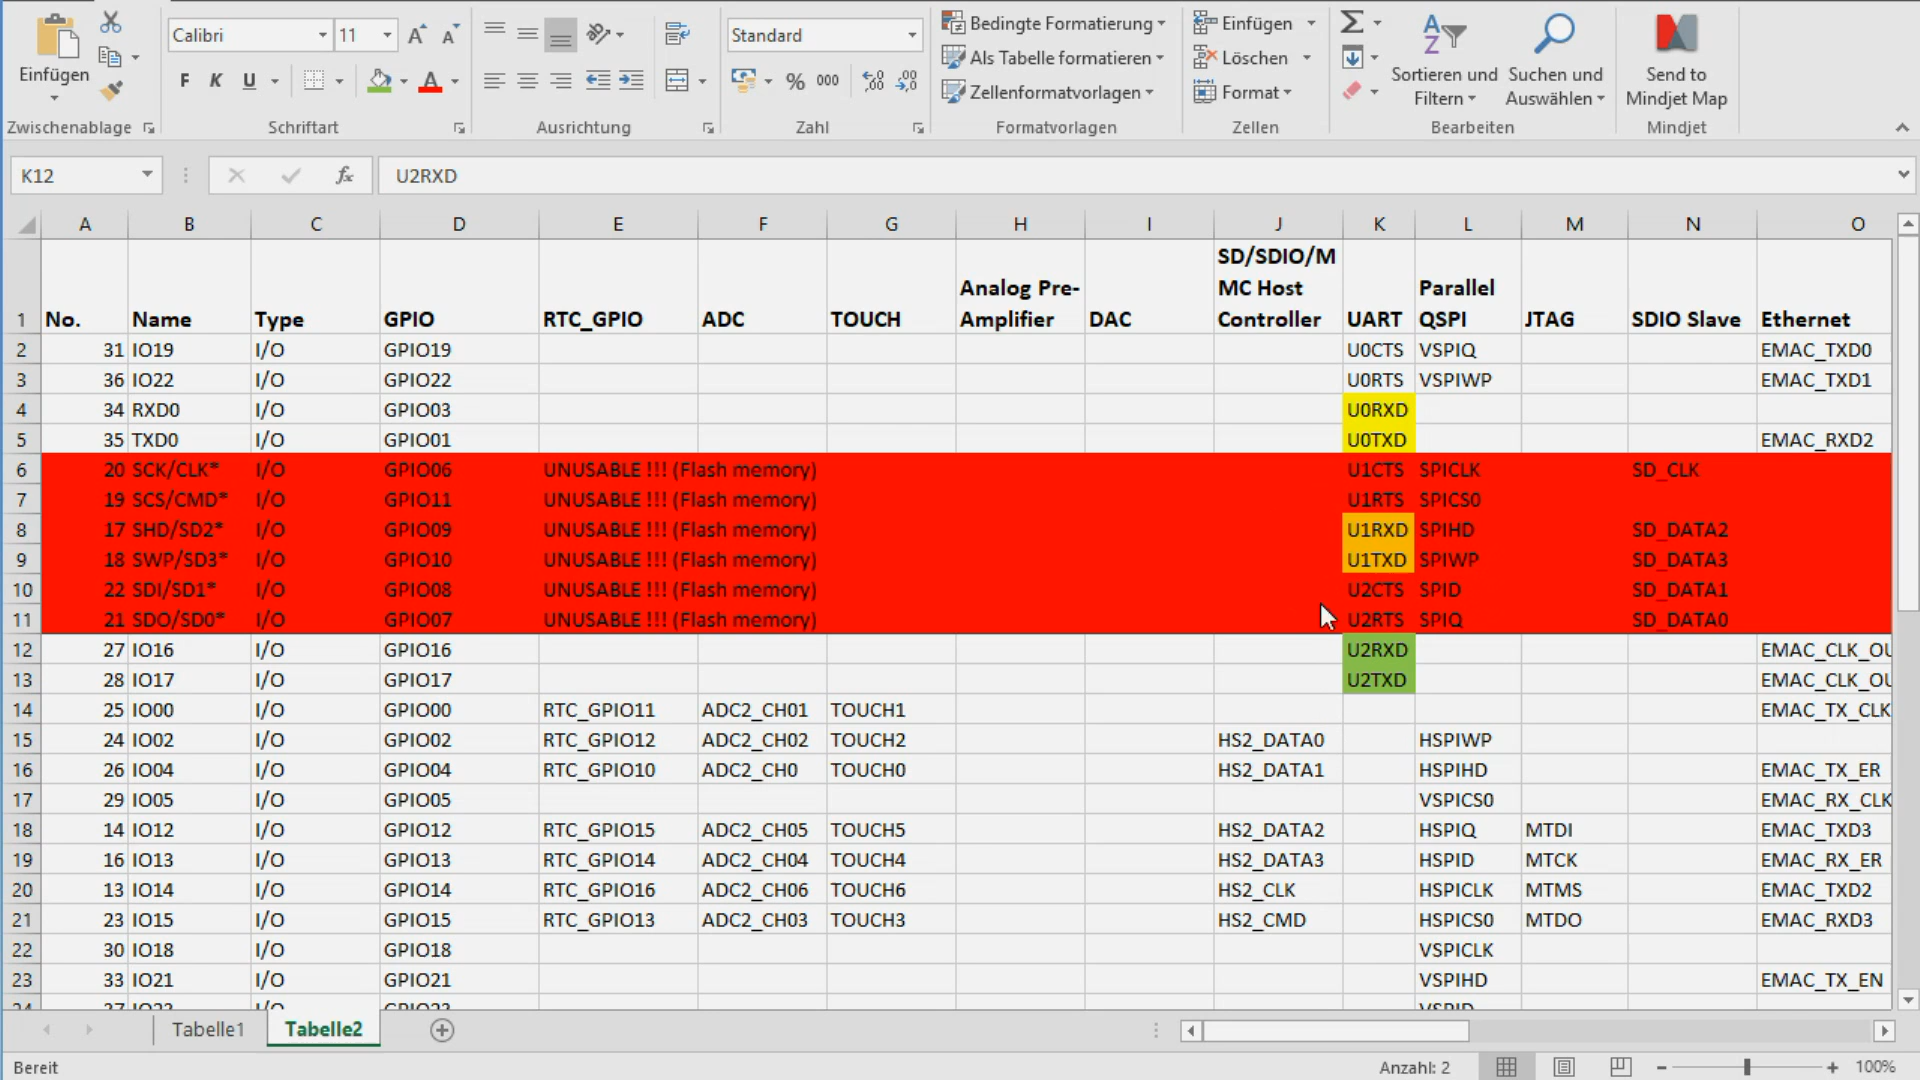 Einfügen
Zwischenablage
Calibri 11
F K U
Schriftart
Ausrichtung
Standard
% 000
Zahl
Bedingte Formatierung
Als Tabelle formatieren
Zellenformatvorlagen
Formatvorlagen
Einfügen
Löschen
Format
Zellen
Sortieren und
Filtern
Suchen und
Auswählen
Bearbeiten
Send to
Mindjet Map
Mindjet
K12 fx U2RXD
A B C D E F G H I J K L M N O
1 No. Name Type GPIO RTC_GPIO ADC TOUCH Analog Pre-Amplifier DAC SD/SDIO/MMC Host Controller UART Parallel QSPI JTAG SDIO Slave Ethernet
2 31 IO19 I/O GPIO19 U0CTS VSPIQ EMAC_TXD0
3 36 IO22 I/O GPIO22 U0RTS VSPIWP EMAC_TXD1
4 34 RXD0 I/O GPIO03 U0RXD
5 35 TXD0 I/O GPIO01 U0TXD EMAC_RXD2
6 20 SCK/CLK* I/O GPIO06 UNUSABLE !!! (Flash memory) U1CTS SPICLK SD_CLK
7 19 SCS/CMD* I/O GPIO11 UNUSABLE !!! (Flash memory) U1RTS SPICS0
8 17 SHD/SD2* I/O GPIO09 UNUSABLE !!! (Flash memory) U1RXD SPIHD SD_DATA2
9 18 SWP/SD3* I/O GPIO10 UNUSABLE !!! (Flash memory) U1TXD SPIWP SD_DATA3
10 22 SDI/SD1* I/O GPIO08 UNUSABLE !!! (Flash memory) U2CTS SPID SD_DATA1
11 21 SDO/SD0* I/O GPIO07 UNUSABLE !!! (Flash memory) U2RTS SPIQ SD_DATA0
12 27 IO16 I/O GPIO16 U2RXD EMAC_CLK_OU
13 28 IO17 I/O GPIO17 U2TXD EMAC_CLK_OU
14 25 IO00 I/O GPIO00 RTC_GPIO11 ADC2_CH01 TOUCH1 EMAC_TX_CLK
15 24 IO02 I/O GPIO02 RTC_GPIO12 ADC2_CH02 TOUCH2 HS2_DATA0 HSPIWP
16 26 IO04 I/O GPIO04 RTC_GPIO10 ADC2_CH0 TOUCH0 HS2_DATA1 HSPIHD EMAC_TX_ER
17 29 IO05 I/O GPIO05 VSPICS0 EMAC_RX_CLK
18 14 IO12 I/O GPIO12 RTC_GPIO15 ADC2_CH05 TOUCH5 HS2_DATA2 HSPIQ MTDI EMAC_TXD3
19 16 IO13 I/O GPIO13 RTC_GPIO14 ADC2_CH04 TOUCH4 HS2_DATA3 HSPID MTCK EMAC_RX_ER
20 13 IO14 I/O GPIO14 RTC_GPIO16 ADC2_CH06 TOUCH6 HS2_CLK HSPICLK MTMS EMAC_TXD2
21 23 IO15 I/O GPIO15 RTC_GPIO13 ADC2_CH03 TOUCH3 HS2_CMD HSPICS0 MTDO EMAC_RXD3
22 30 IO18 I/O GPIO18 VSPICLK
23 33 IO21 I/O GPIO21 VSPIHD EMAC_TX_EN
Tabelle1 Tabelle2
Bereit Anzahl: 2 100%